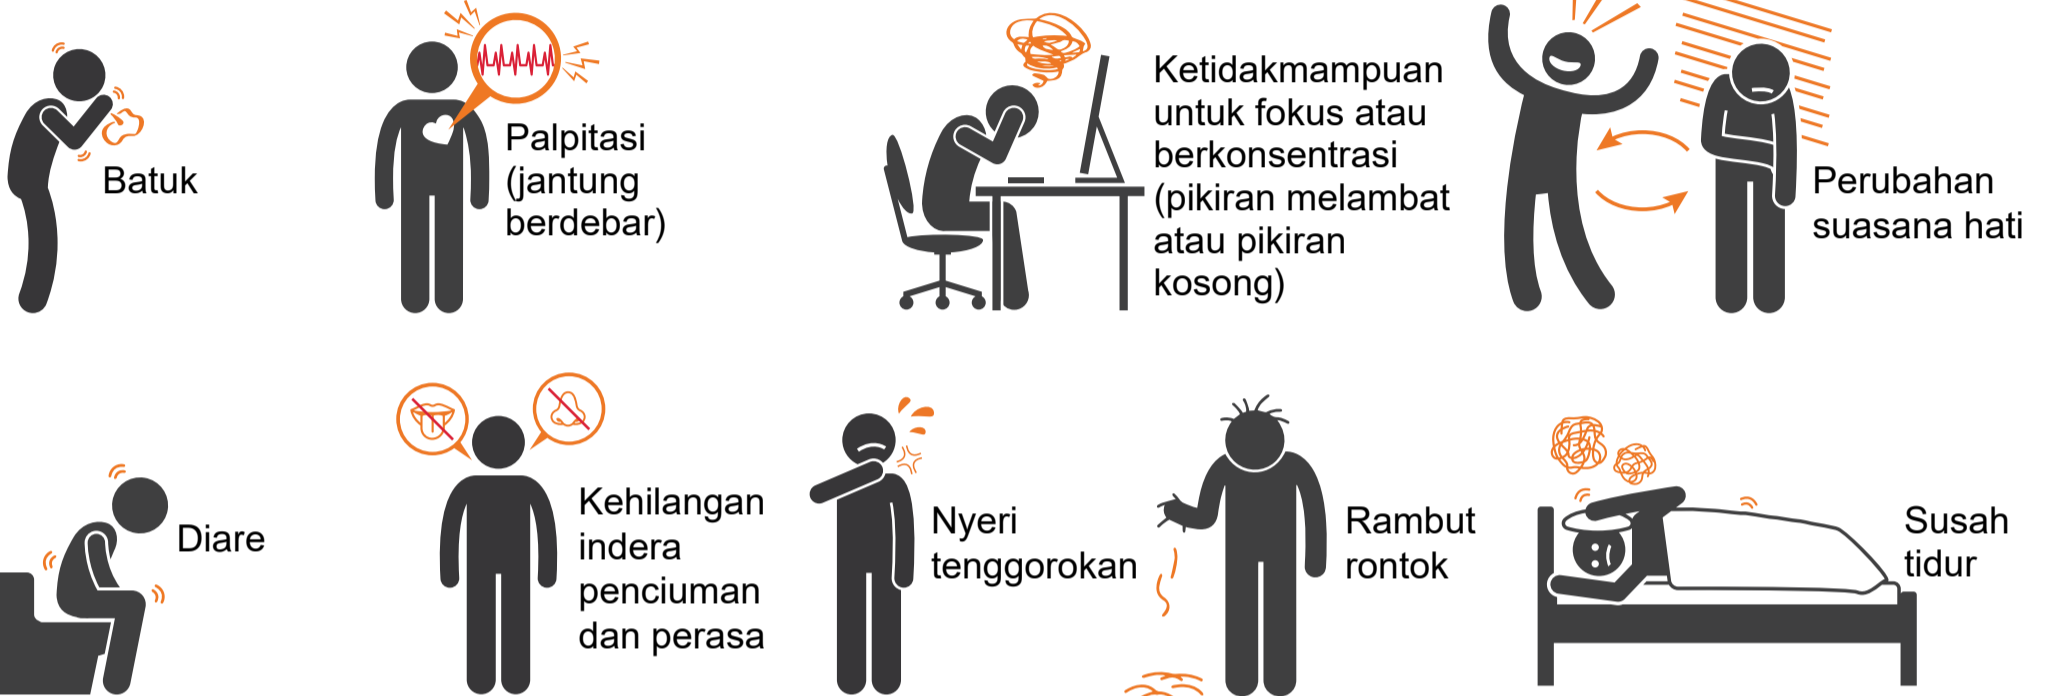 Batuk
Palpitasi
(jantung
berdebar)
Ketidakmampuan
untuk fokus atau
berkonsentrasi
(pikiran melambat
atau pikiran
kosong)
Perubahan
suasana hati
Diare
Kehilangan
indera
penciuman
dan perasa
Nyeri
tenggorokan
Rambut
rontok
Susah
tidur